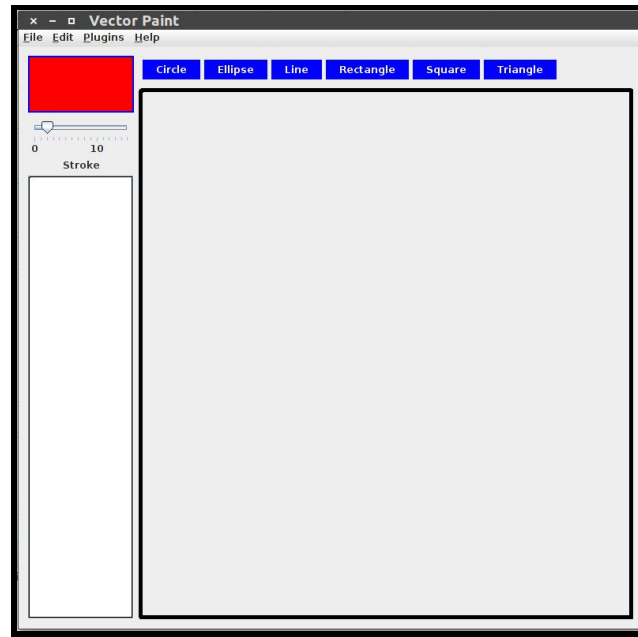 Vector Paint
File Edit Plugins Help
Circle Ellipse Line Rectangle Square Triangle
0 10
Stroke